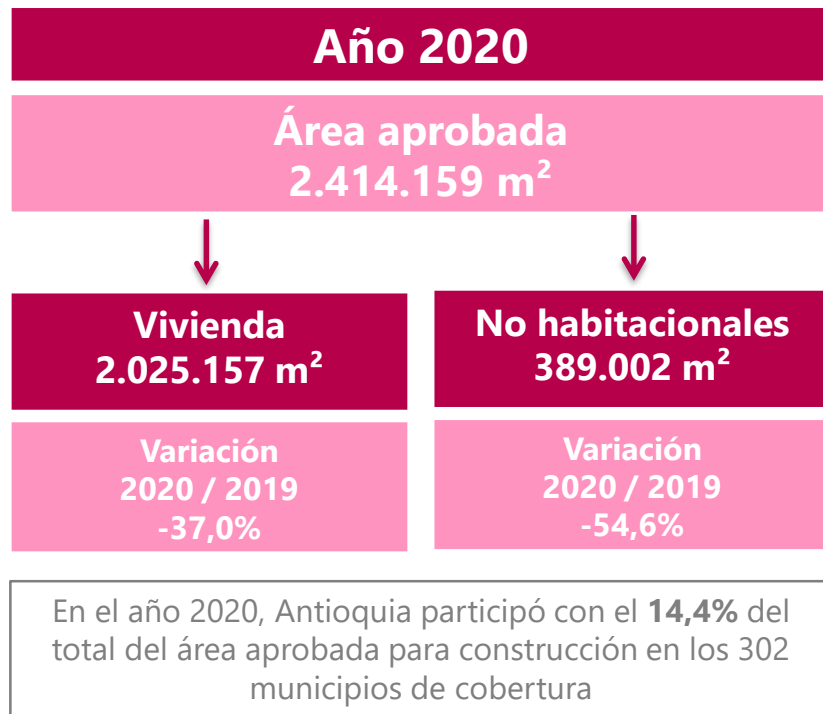 Año 2020
Área aprobada
2.414.159 m²
Vivienda
2.025.157 m²
No habitacionales
389.002 m²
Variación
2020 / 2019
-37,0%
Variación
2020 / 2019
-54,6%
En el año 2020, Antioquia participó con el 14,4% del
total del área aprobada para construcción en los 302
municipios de cobertura